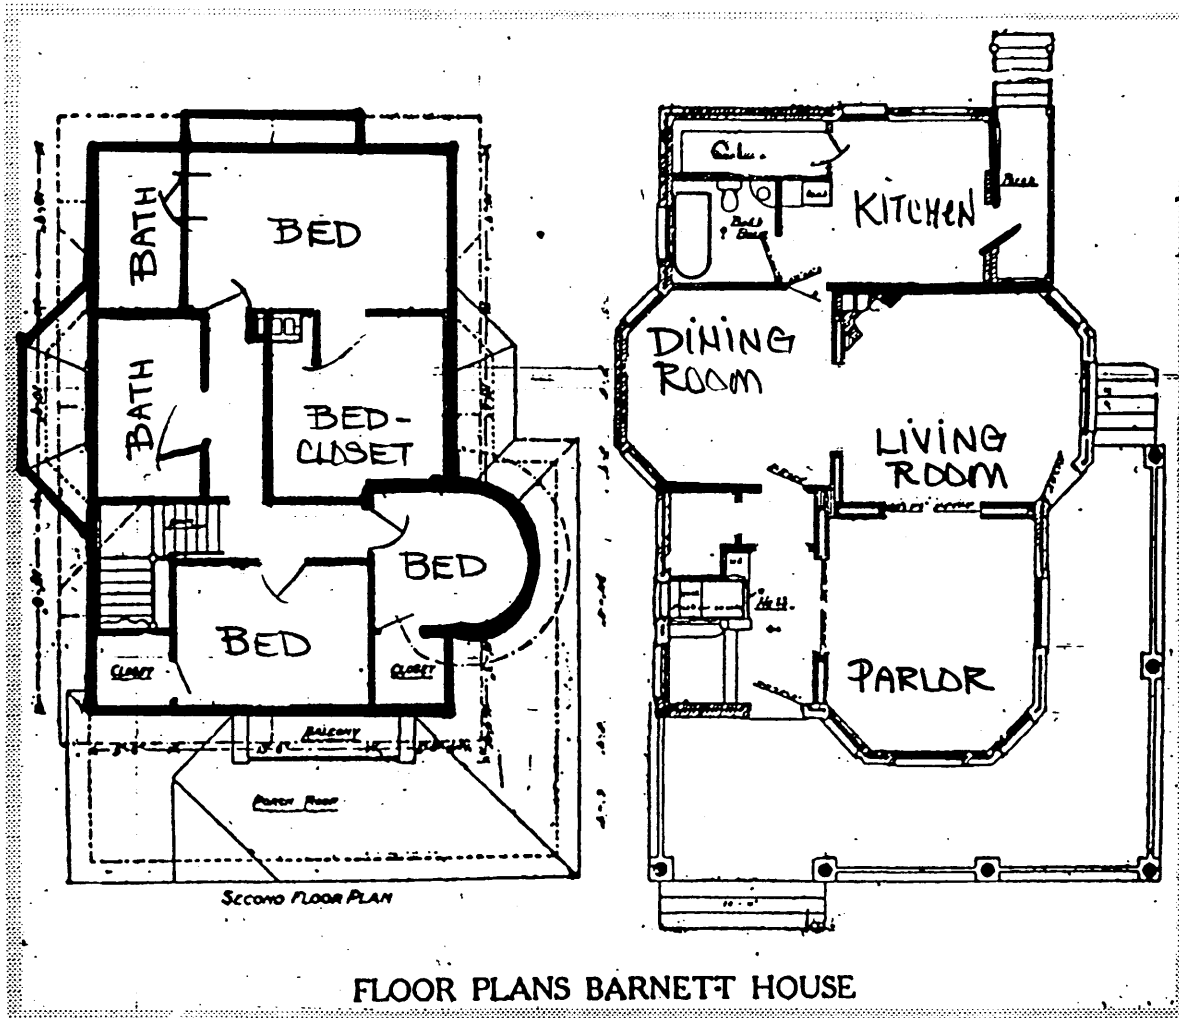 BATH
BED
BATH
BED-
CLOSET
BED
BED
CLOSET
CLOSET
BALCONY
PORCH ROOF
SECOND FLOOR PLAN
KITCHEN
DINING
ROOM
LIVING
ROOM
HALL
PARLOR
FLOOR PLANS BARNETT HOUSE